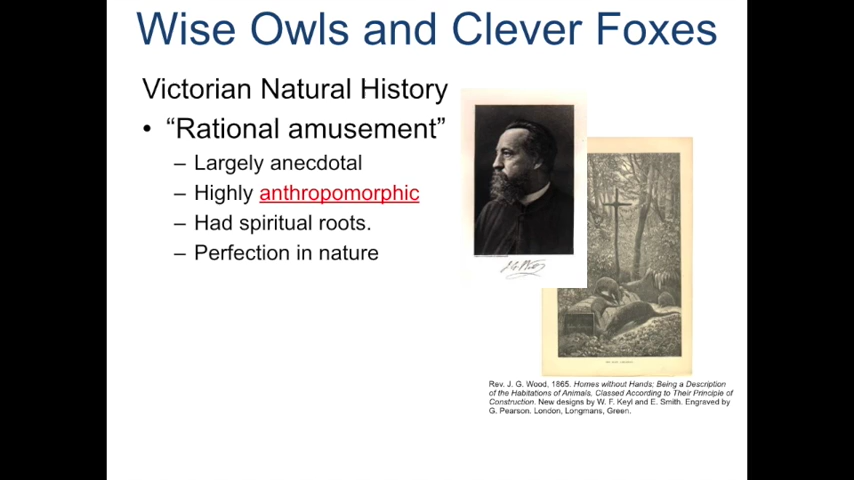 Wise Owls and Clever Foxes
Victorian Natural History
• “Rational amusement”
– Largely anecdotal
– Highly anthropomorphic
– Had spiritual roots.
– Perfection in nature
Rev. J. G. Wood, 1865. Homes without Hands; Being a Description
of the Habitations of Animals, Classed According to Their Principle of
Construction. New designs by W. F. Keyl and E. Smith. Engraved by
G. Pearson. London, Longmans, Green.